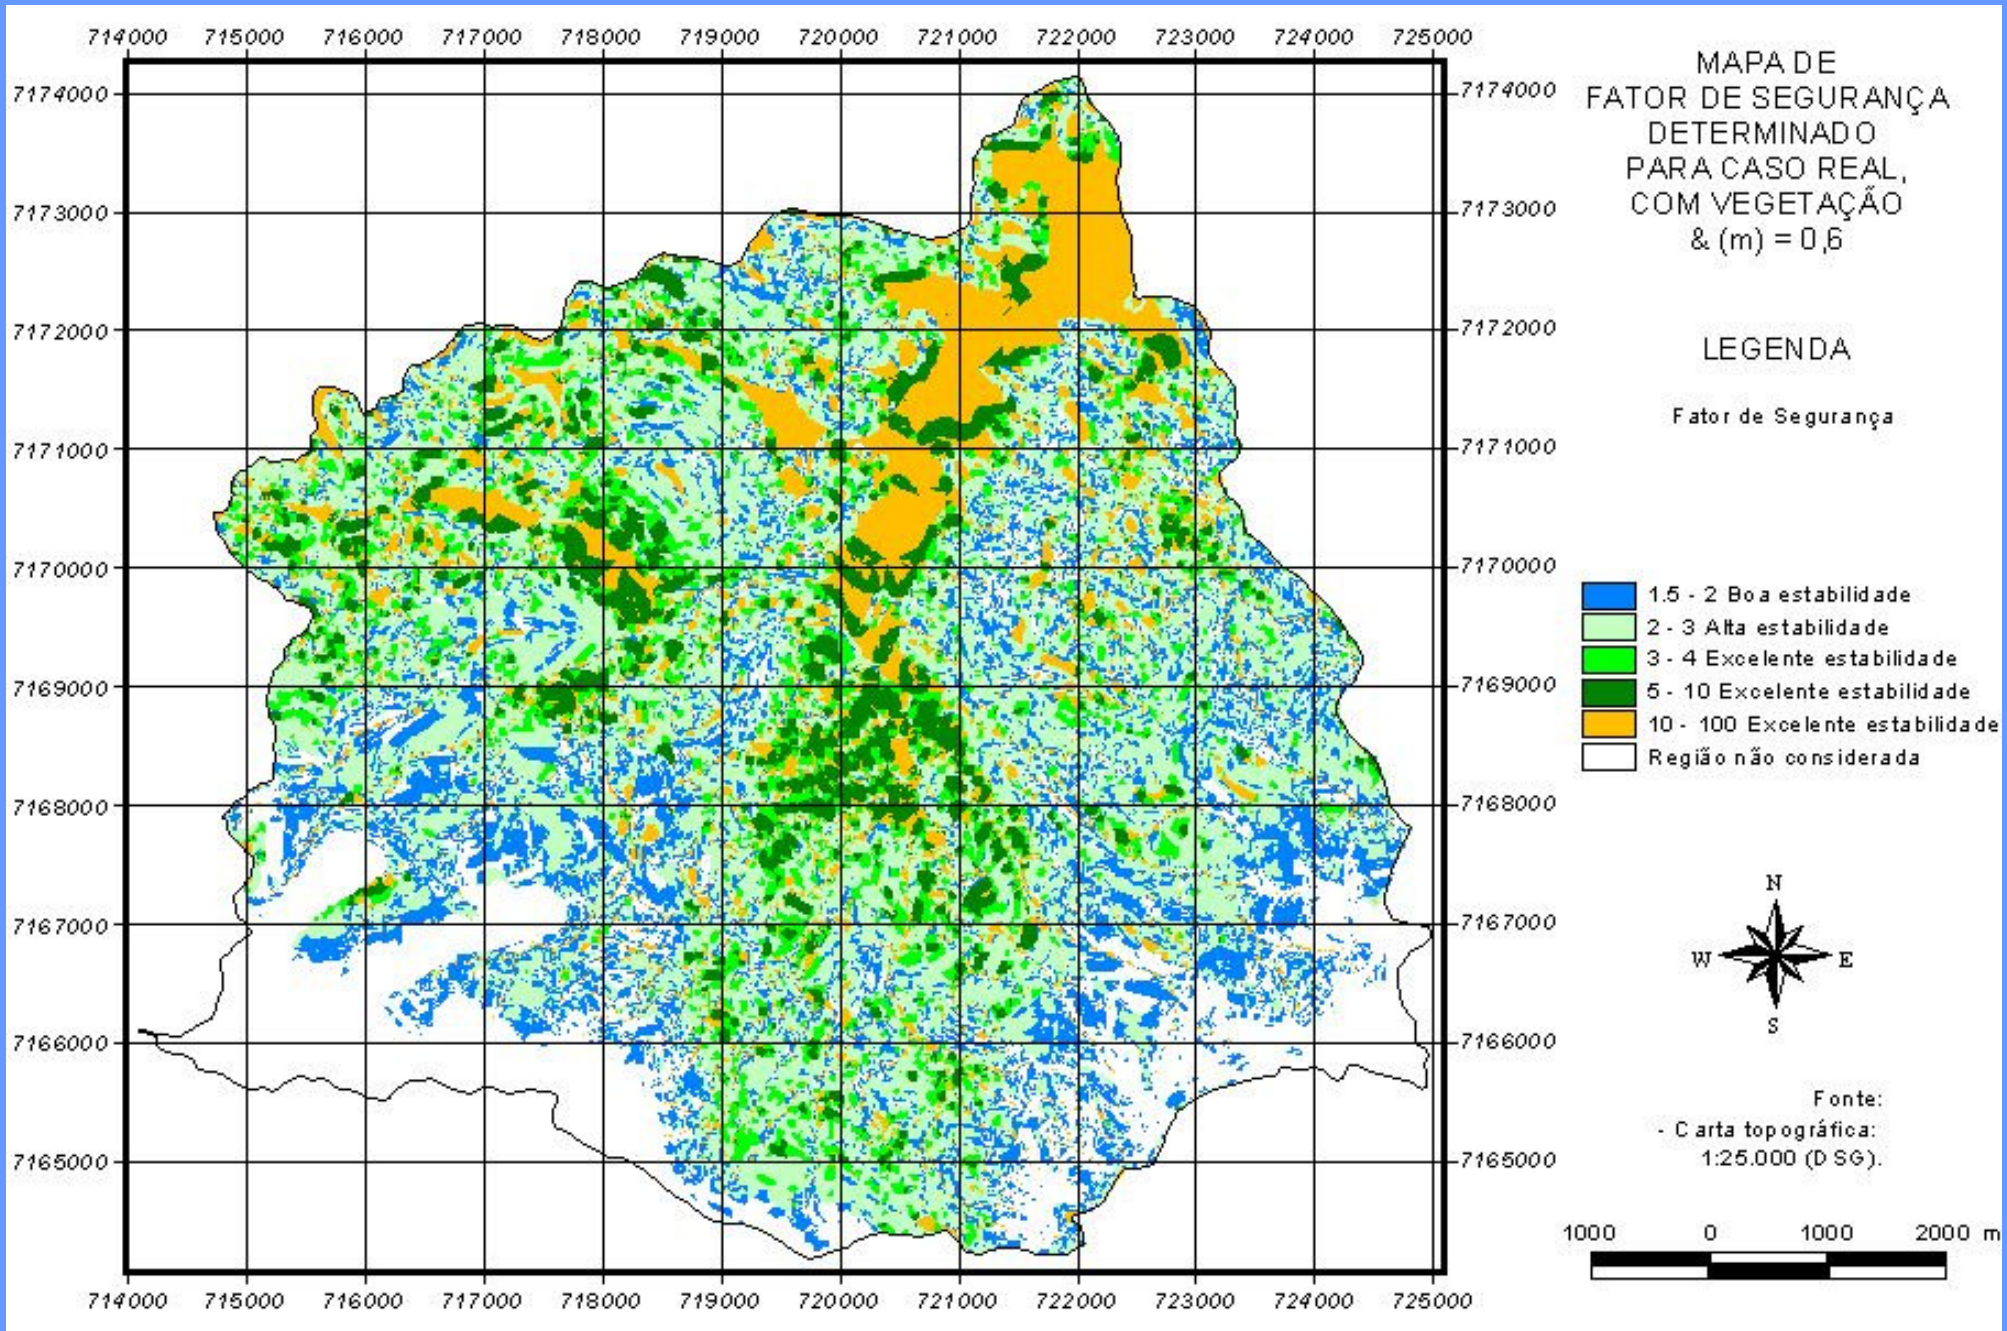 714000 715000 716000 717000 718000 719000 720000 721000 722000 723000 724000 725000
7174000
7173000
7172000
7171000
7170000
7169000
7168000
7167000
7166000
7165000
7174000
7173000
7172000
7171000
7170000
7169000
7168000
7167000
7166000
7165000
714000 715000 716000 717000 718000 719000 720000 721000 722000 723000 724000 725000
MAPA DE
FATOR DE SEGURANÇA
DETERMINADO
PARA CASO REAL,
COM VEGETAÇÃO
& (m) = 0,6
LEGENDA
Fator de Segurança
1.5 - 2 Boa estabilidade
2 - 3 Alta estabilidade
3 - 4 Excelente estabilidade
5 - 10 Excelente estabilidade
10 - 100 Excelente estabilidade
Região não considerada
N
W E
S
Fonte:
- Carta topográfica:
1:25.000 (DSG).
1000 0 1000 2000 m